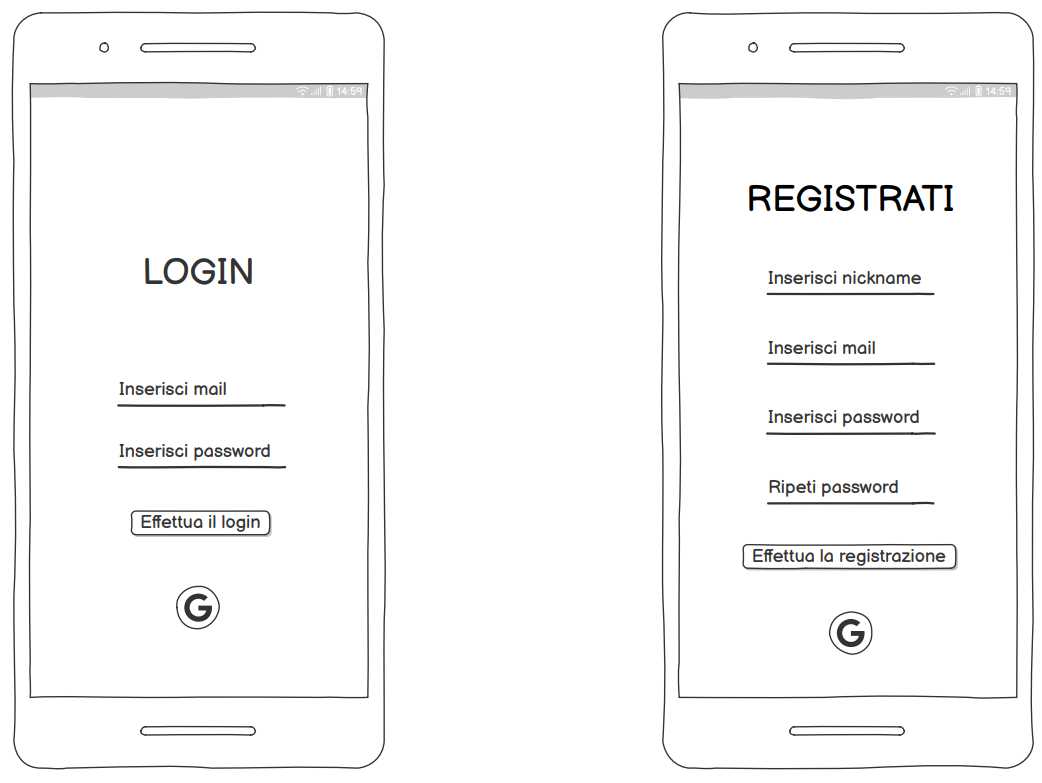 14:59
LOGIN
Inserisci mail
Inserisci password
Effettua il login
G
14:59
REGISTRATI
Inserisci nickname
Inserisci mail
Inserisci password
Ripeti password
Effettua la registrazione
G